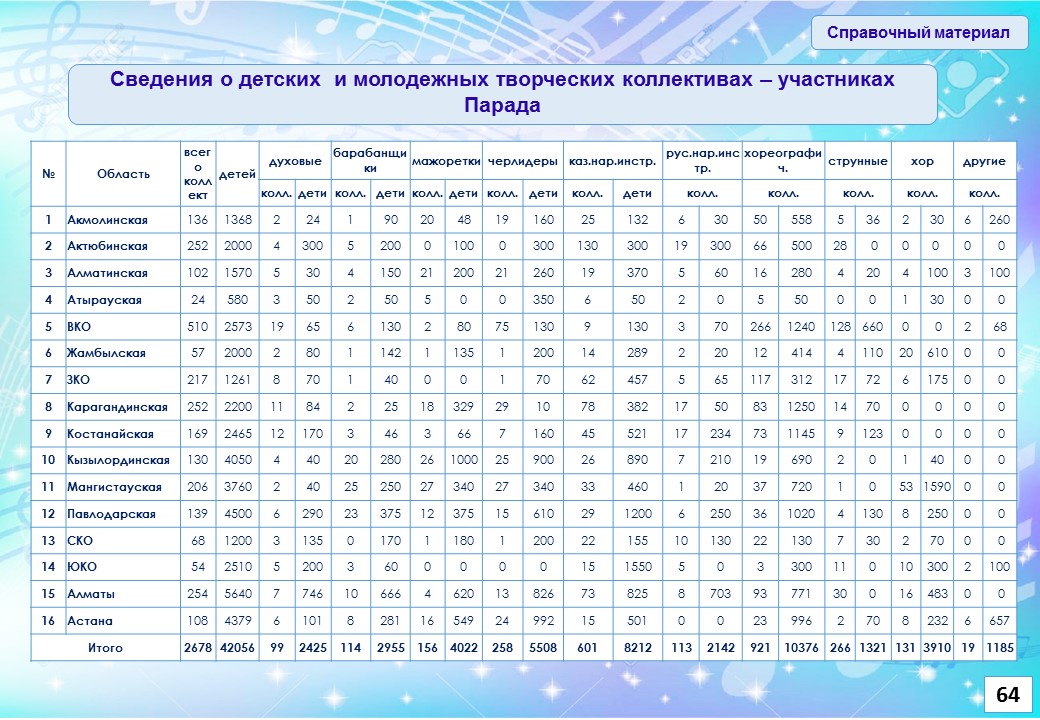 Справочный материал
Сведения о детских и молодежных творческих коллективах – участниках
Парада
№ Область всег о колл ект детей духовые барабанщи ки мажоретки черлидеры каз.нар.инстр. рус.нар.инс тр. хореографи ч. струнные хор другие
колл. дети колл. дети колл. дети колл. дети колл. дети колл. колл. колл. колл. колл.
1 Акмолинская 136 1368 2 24 1 90 20 48 19 160 25 132 6 30 50 558 5 36 2 30 6 260
2 Актюбинская 252 2000 4 300 5 200 0 100 0 300 130 300 19 300 66 500 28 0 0 0 0 0
3 Алматинская 102 1570 5 30 4 150 21 200 21 260 19 370 5 60 16 280 4 20 4 100 3 100
4 Атырауская 24 580 3 50 2 50 5 0 0 350 6 50 2 0 5 50 0 0 1 30 0 0
5 ВКО 510 2573 19 65 6 130 2 80 75 130 9 130 3 70 266 1240 128 660 0 0 2 68
6 Жамбылская 57 2000 2 80 1 142 1 135 1 200 14 289 2 20 12 414 4 110 20 610 0 0
7 ЗКО 217 1261 8 70 1 40 0 0 1 70 62 457 5 65 117 312 17 72 6 175 0 0
8 Карагандинская 252 2200 11 84 2 25 18 329 29 10 78 382 17 50 83 1250 14 70 0 0 0 0
9 Костанайская 169 2465 12 170 3 46 3 66 7 160 45 521 17 234 73 1145 9 123 0 0 0 0
10 Кызылординская 130 4050 4 40 20 280 26 1000 25 900 26 890 7 210 19 690 2 0 1 40 0 0
11 Мангистауская 206 3760 2 40 25 250 27 340 27 340 33 460 1 20 37 720 1 0 53 1590 0 0
12 Павлодарская 139 4500 6 290 23 375 12 375 15 610 29 1200 6 250 36 1020 4 130 8 250 0 0
13 СКО 68 1200 3 135 0 170 1 180 1 200 22 155 10 130 22 130 7 30 2 70 0 0
14 ЮКО 54 2510 5 200 3 60 0 0 0 0 15 1550 5 0 3 300 11 0 10 300 2 100
15 Алматы 254 5640 7 746 10 666 4 620 13 826 73 825 8 703 93 771 30 0 16 483 0 0
16 Астана 108 4379 6 101 8 281 16 549 24 992 15 501 0 0 23 996 2 70 8 232 6 657
Итого 2678 42056 99 2425 114 2955 156 4022 258 5508 601 8212 113 2142 921 10376 266 1321 131 3910 19 1185
64